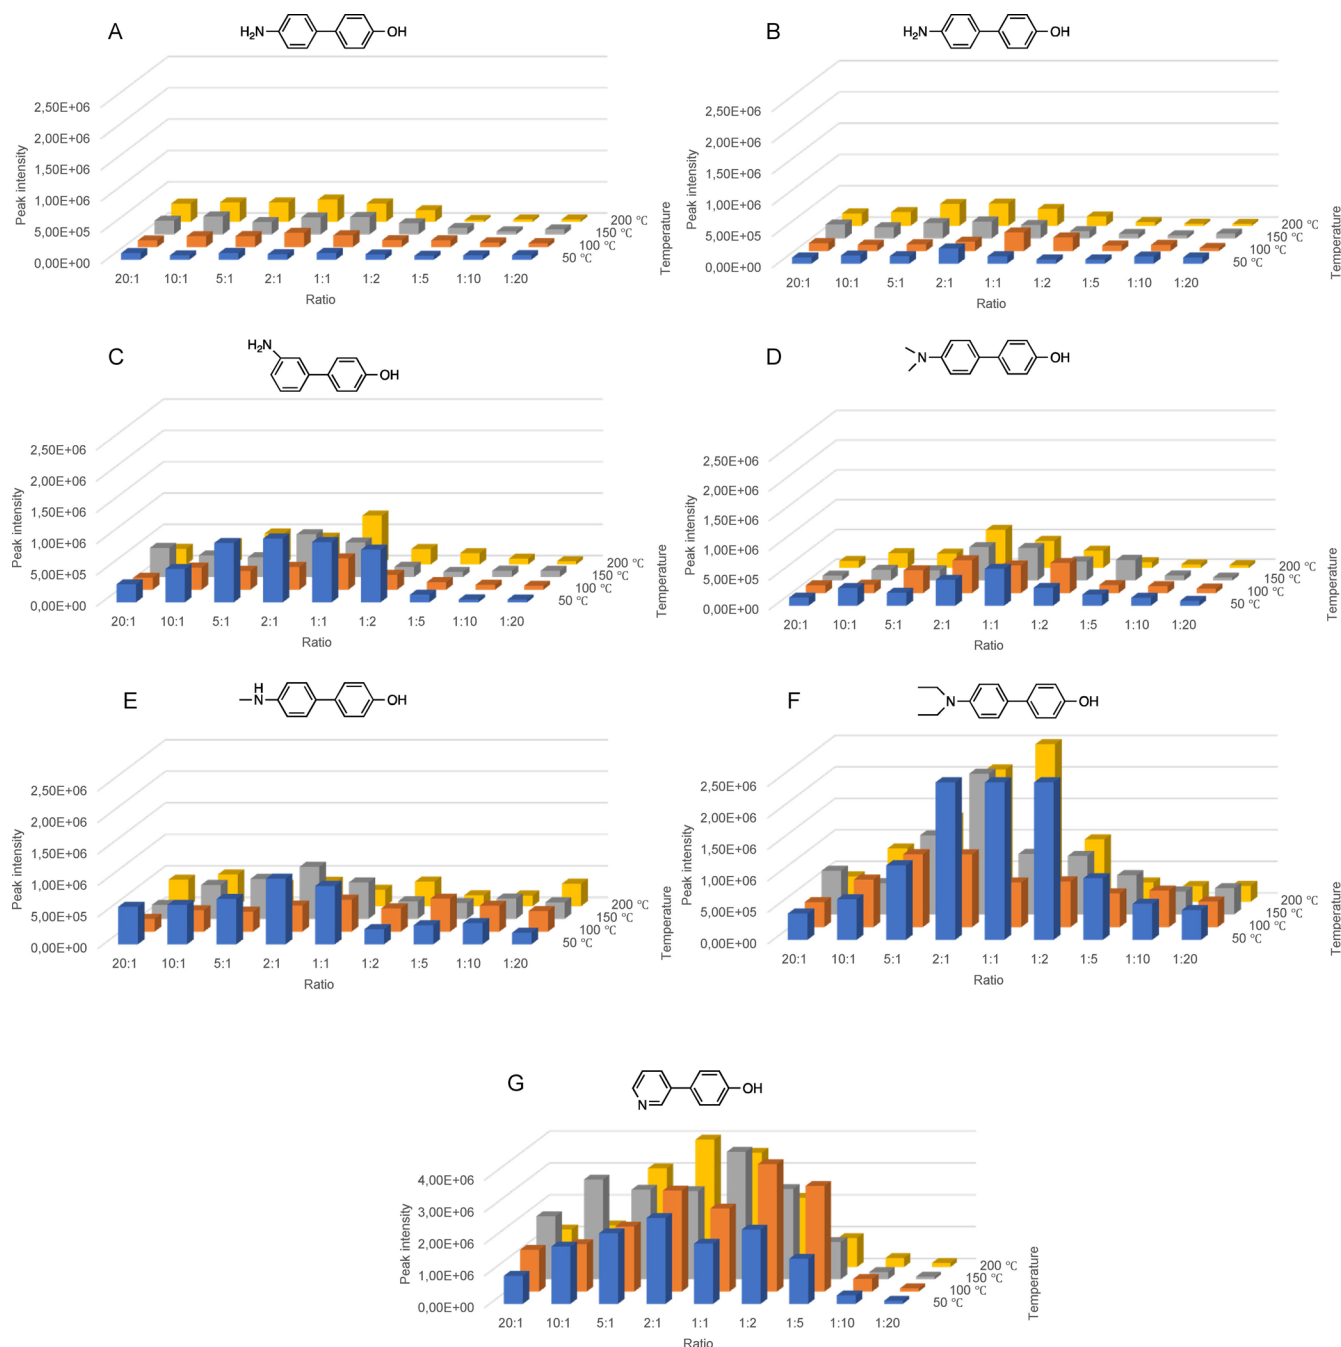 A
H₂N
OH
Peak intensity
2,50E+06
2,00E+06
1,50E+06
1,00E+06
5,00E+05
0,00E+00
20:1 10:1 5:1 2:1 1:1 1:2 1:5 1:10 1:20
Ratio
200 °C
150 °C
100 °C
50 °C
Temperature
B
H₂N
OH
Peak intensity
2,50E+06
2,00E+06
1,50E+06
1,00E+06
5,00E+05
0,00E+00
20:1 10:1 5:1 2:1 1:1 1:2 1:5 1:10 1:20
Ratio
200 °C
150 °C
100 °C
50 °C
Temperature
C
H₂N
OH
Peak intensity
2,50E+06
2,00E+06
1,50E+06
1,00E+06
5,00E+05
0,00E+00
20:1 10:1 5:1 2:1 1:1 1:2 1:5 1:10 1:20
Ratio
200 °C
150 °C
100 °C
50 °C
Temperature
D
N
OH
Peak intensity
2,50E+06
2,00E+06
1,50E+06
1,00E+06
5,00E+05
0,00E+00
20:1 10:1 5:1 2:1 1:1 1:2 1:5 1:10 1:20
Ratio
200 °C
150 °C
100 °C
50 °C
Temperature
E
H
N
OH
Peak intensity
2,50E+06
2,00E+06
1,50E+06
1,00E+06
5,00E+05
0,00E+00
20:1 10:1 5:1 2:1 1:1 1:2 1:5 1:10 1:20
Ratio
200 °C
150 °C
100 °C
50 °C
Temperature
F
N
OH
Peak intensity
2,50E+06
2,00E+06
1,50E+06
1,00E+06
5,00E+05
0,00E+00
20:1 10:1 5:1 2:1 1:1 1:2 1:5 1:10 1:20
Ratio
200 °C
150 °C
100 °C
50 °C
Temperature
G
N
OH
Peak intensity
4,00E+06
3,00E+06
2,00E+06
1,00E+06
0,00E+00
20:1 10:1 5:1 2:1 1:1 1:2 1:5 1:10 1:20
Ratio
200 °C
150 °C
100 °C
50 °C
Temperature